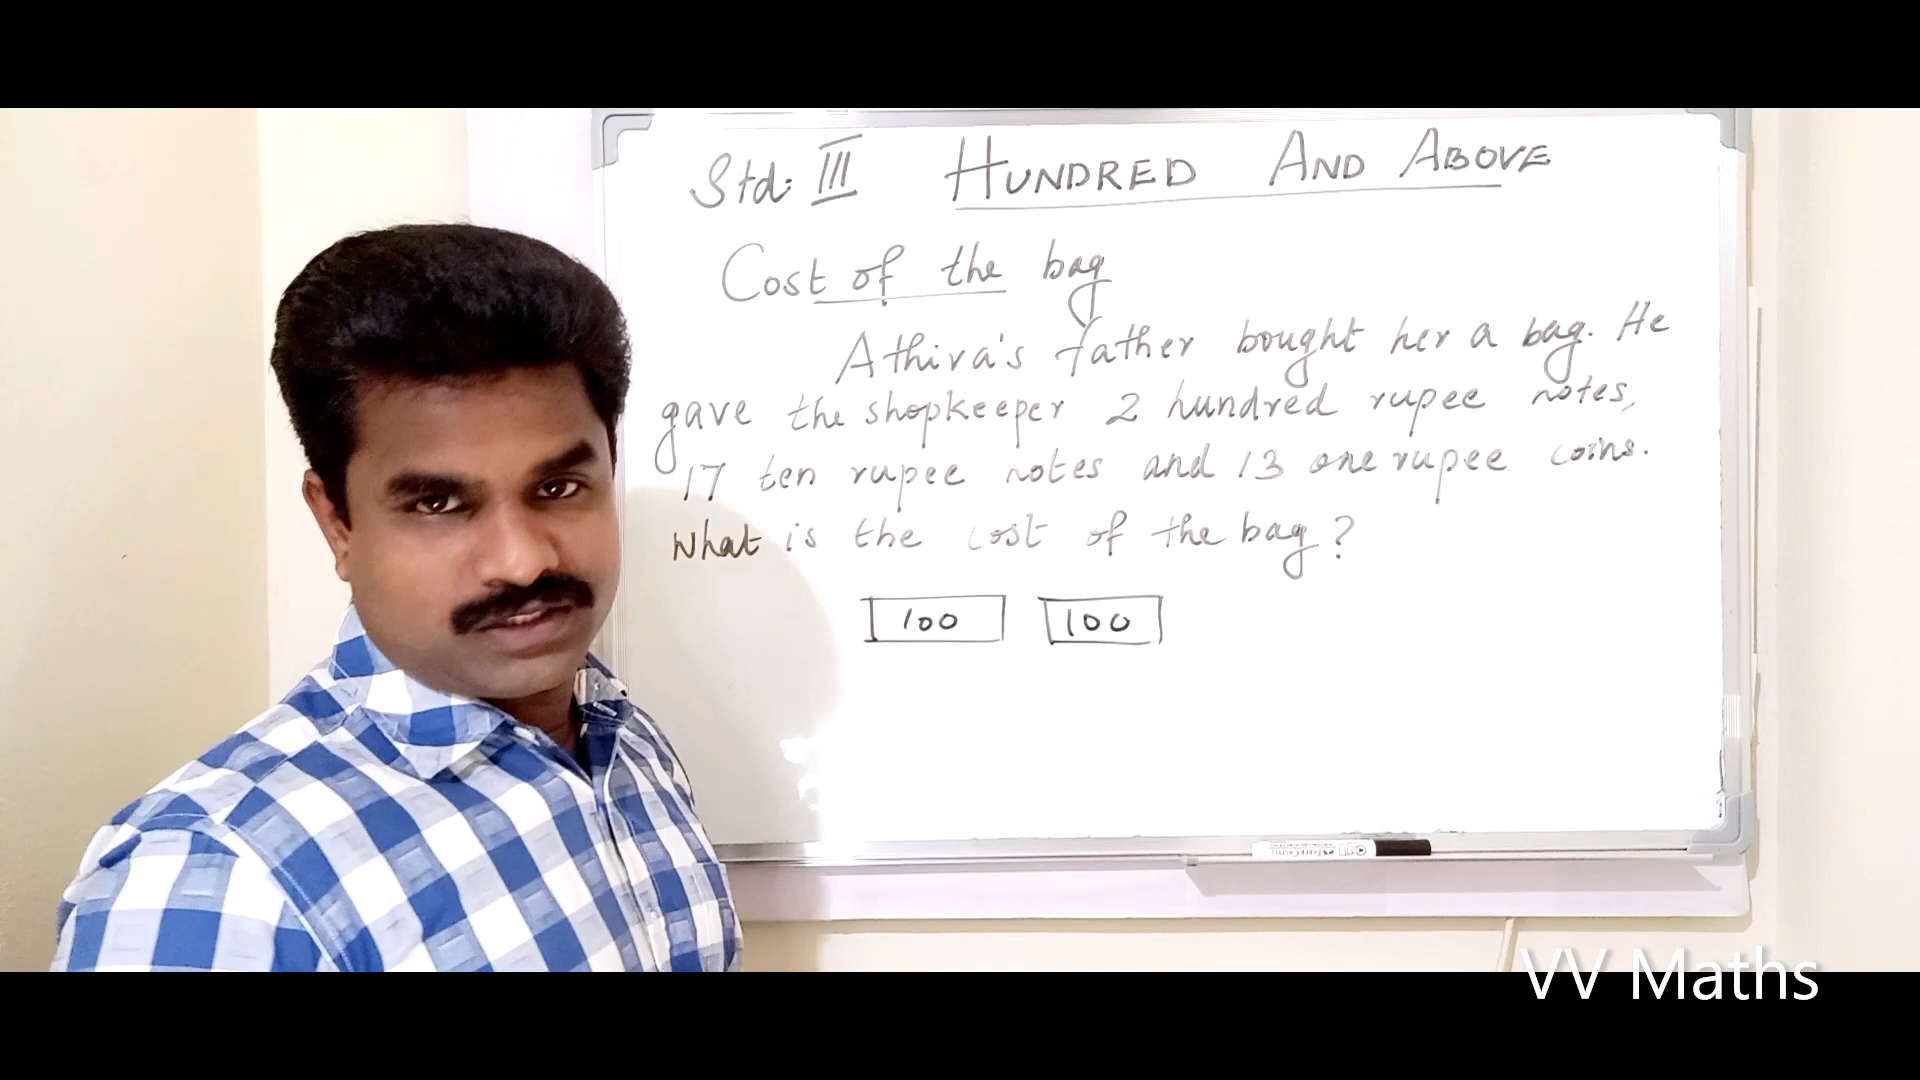 Std: III HUNDRED AND ABOVE
Cost of the bag
Athira's father bought her a bag. He
gave the shopkeeper 2 hundred rupee notes,
17 ten rupee notes and 13 one rupee coins.
What is the cost of the bag?
100 100
VV Maths